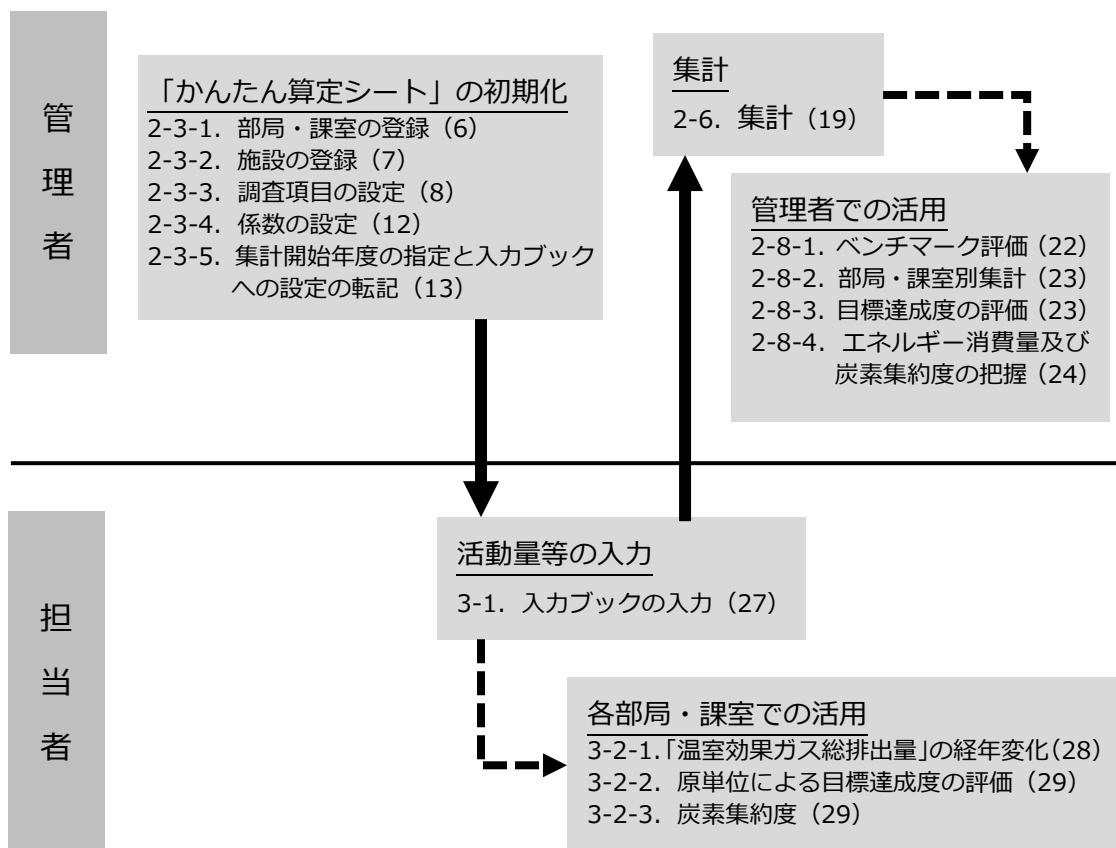 管理者
「かんたん算定シート」の初期化
2-3-1. 部局・課室の登録（6）
2-3-2. 施設の登録（7）
2-3-3. 調査項目の設定（8）
2-3-4. 係数の設定（12）
2-3-5. 集計開始年度の指定と入力ブック
への設定の転記（13）
集計
2-6. 集計（19）
管理者での活用
2-8-1. ベンチマーク評価（22）
2-8-2. 部局・課室別集計（23）
2-8-3. 目標達成度の評価（23）
2-8-4. エネルギー消費量及び
炭素集約度の把握（24）
担当者
活動量等の入力
3-1. 入力ブックの入力（27）
各部局・課室での活用
3-2-1.「温室効果ガス総排出量」の経年変化（28）
3-2-2. 原単位による目標達成度の評価（29）
3-2-3. 炭素集約度（29）